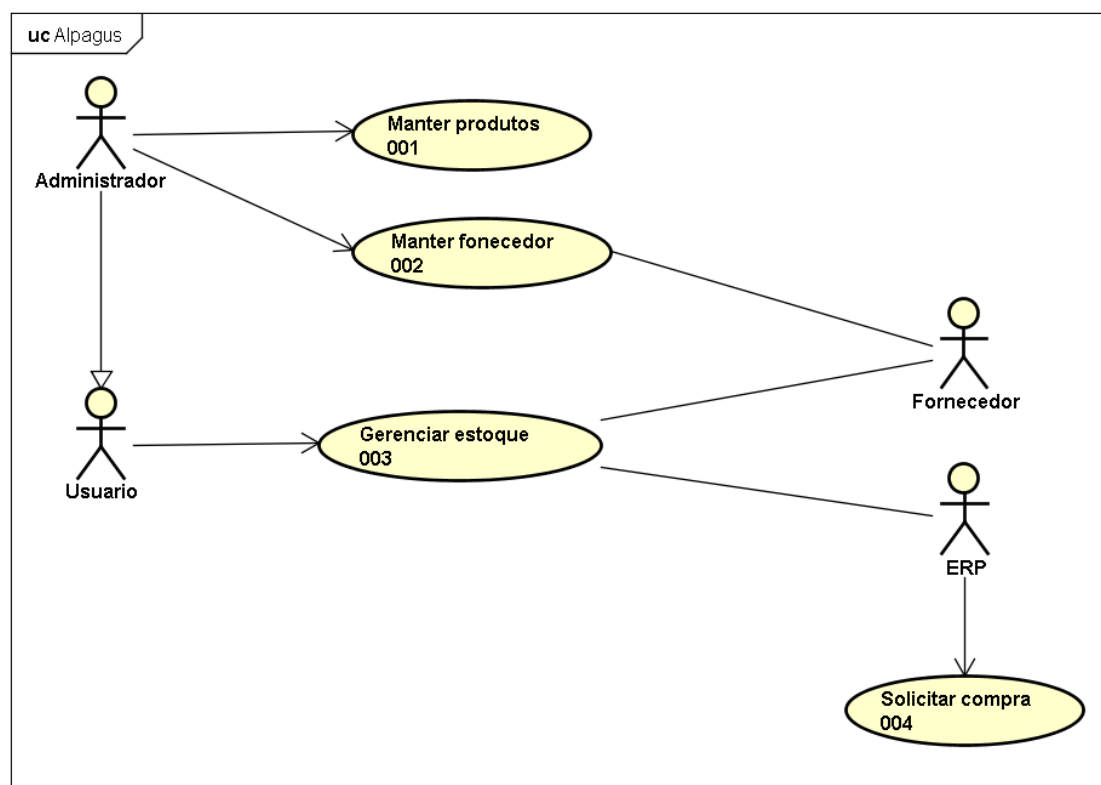 uc Alpagus
Manter produtos
001
Administrador
Manter fonecedor
002
Fornecedor
Gerenciar estoque
003
Usuario
ERP
Solicitar compra
004